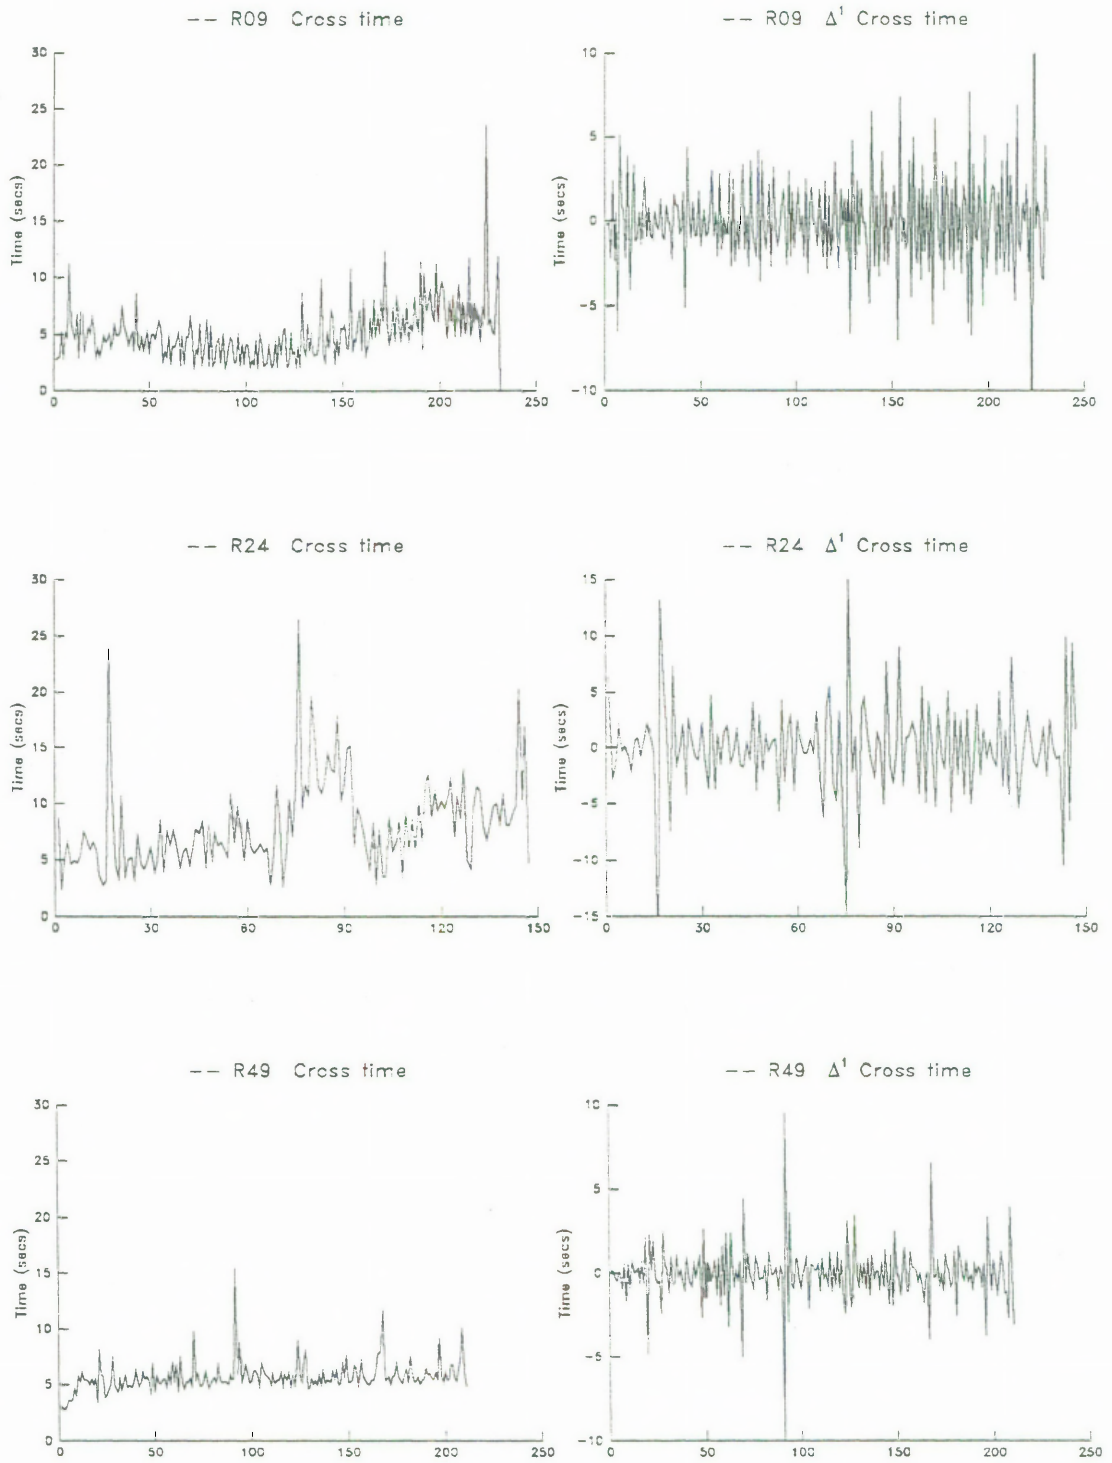 -- R09 Cross time
30
25
20
15
10
5
0
Time (secs)
0 50 100 150 200 250
-- R09 Δ¹ Cross time
10
5
0
-5
-10
Time (secs)
0 50 100 150 200 250
-- R24 Cross time
30
25
20
15
10
5
0
Time (secs)
0 30 60 90 120 150
-- R24 Δ¹ Cross time
15
10
5
0
-5
-10
-15
Time (secs)
0 30 60 90 120 150
-- R49 Cross time
30
25
20
15
10
5
0
Time (secs)
0 50 100 150 200 250
-- R49 Δ¹ Cross time
10
5
0
-5
-10
Time (secs)
0 50 100 150 200 250